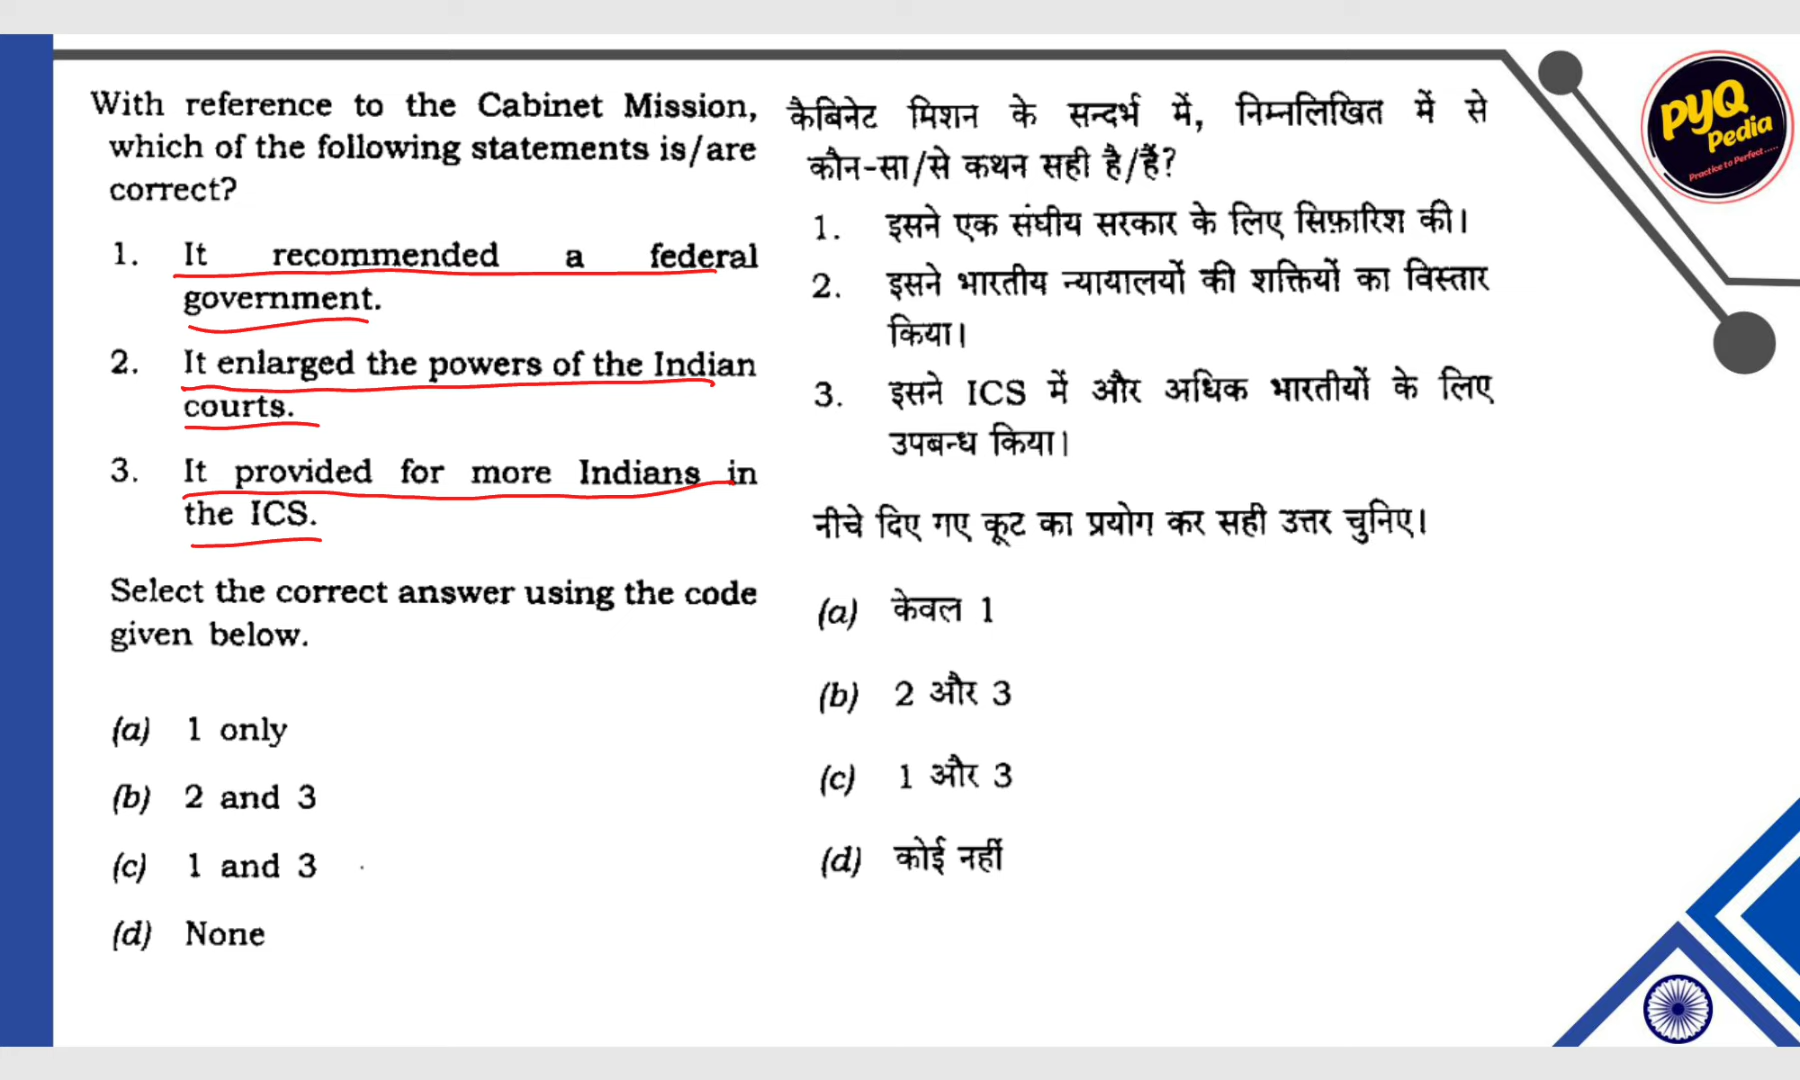 With reference to the Cabinet Mission,
which of the following statements is/are
correct?
1. It recommended a federal
government.
2. It enlarged the powers of the Indian
courts.
3. It provided for more Indians in
the ICS.
Select the correct answer using the code
given below.
(a) 1 only
(b) 2 and 3
(c) 1 and 3
(d) None
कैबिनेट मिशन के सन्दर्भ में, निम्नलिखित में से
कौन-सा/से कथन सही है/हैं?
1. इसने एक संघीय सरकार के लिए सिफ़ारिश की।
2. इसने भारतीय न्यायालयों की शक्तियों का विस्तार
किया।
3. इसने ICS में और अधिक भारतीयों के लिए
उपबन्ध किया।
नीचे दिए गए कूट का प्रयोग कर सही उत्तर चुनिए।
(a) केवल 1
(b) 2 और 3
(c) 1 और 3
(d) कोई नहीं
PYQ
Pedia
Practice to Perfect.....